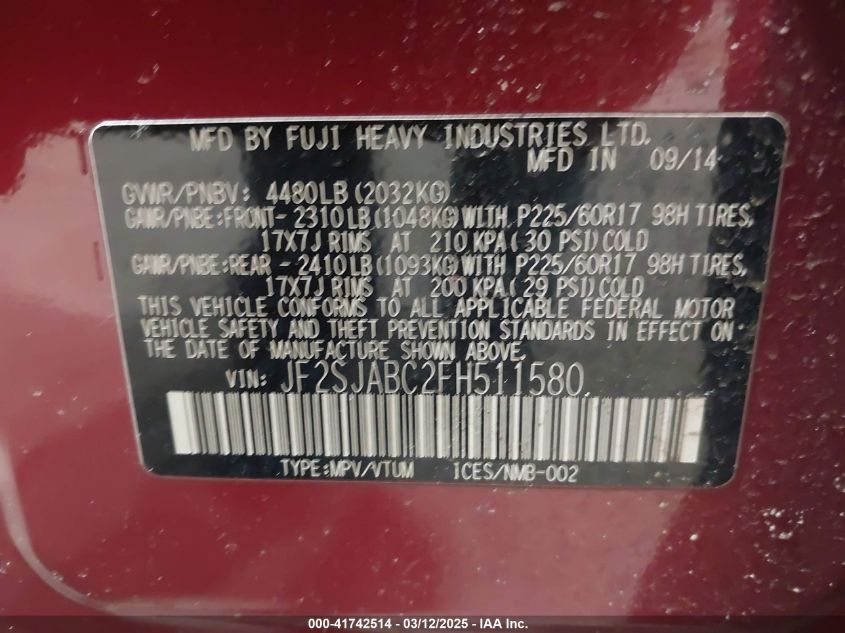 MFD BY FUJI HEAVY INDUSTRIES LTD.
MFD IN 09/14
GVWR/PNBV: 4480LB(2032KG)
GAWR/PNBE:FRONT-2310LB(1048KG)WITH P225/60R17 98H TIRES,
17X7J RIMS AT 210 KPA(30 PSI)COLD
GAWR/PNBE:REAR -2410LB(1093KG)WITH P225/60R17 98H TIRES,
17X7J RIMS AT 200 KPA(29 PSI)COLD
THIS VEHICLE CONFORMS TO ALL APPLICABLE FEDERAL MOTOR
VEHICLE SAFETY AND THEFT PREVENTION STANDARDS IN EFFECT ON
THE DATE OF MANUFACTURE SHOWN ABOVE.
VIN: JF2SJABC2FH511580
TYPE:MPV/VTUM ICES/NMB-002
000-41742514 - 03/12/2025 - IAA Inc.